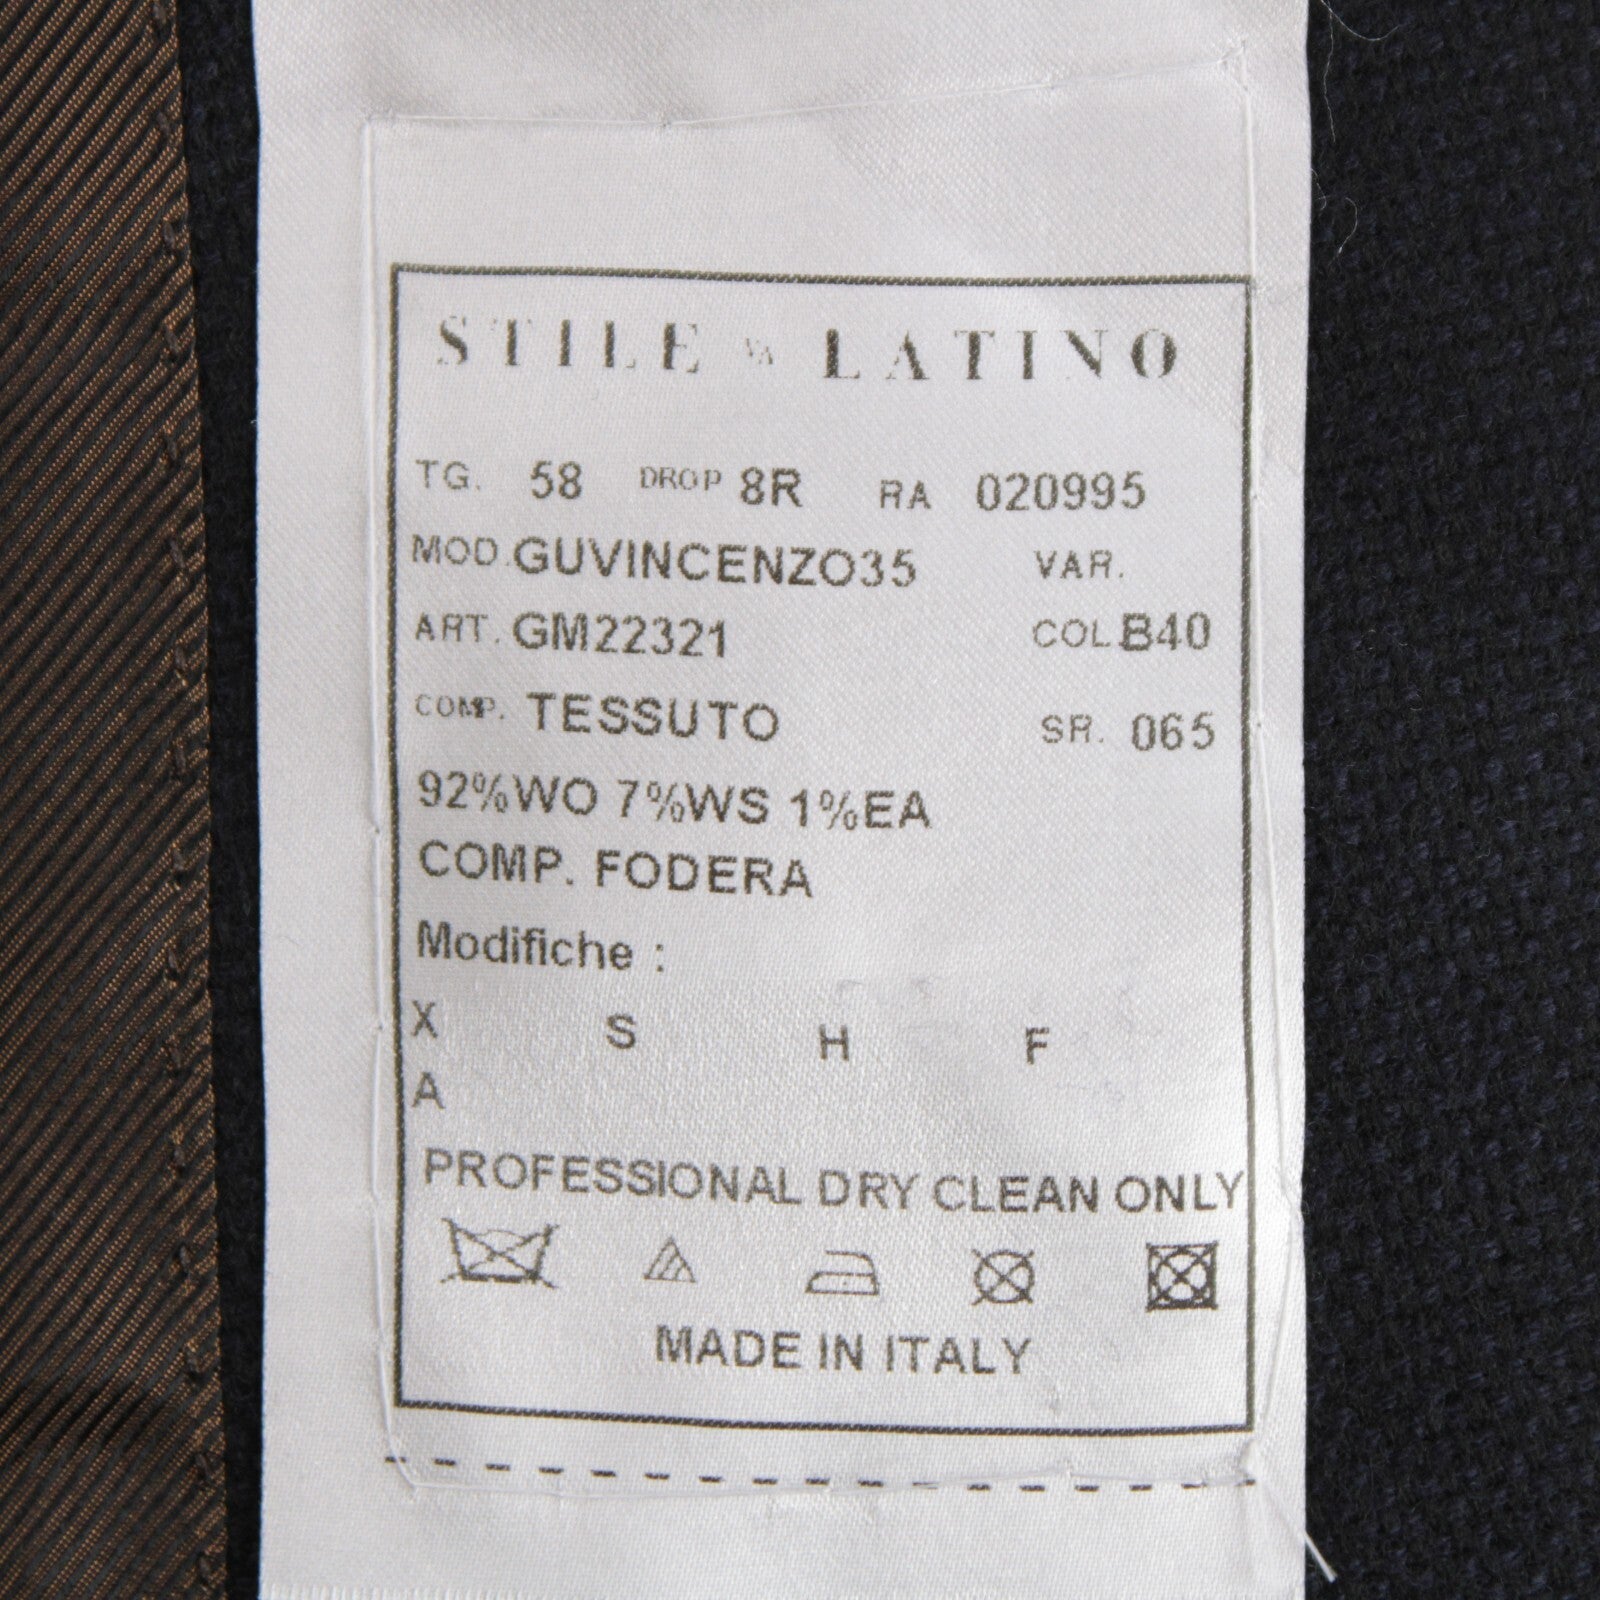 STILE LATINO
TG. 58 DROP 8R RA 020995
MOD. GUVINCENZO35 VAR.
ART. GM22321 COL. B40
COMP. TESSUTO SR. 065
92%WO 7%WS 1%EA
COMP. FODERA
Modifiche :
X S H F
A
PROFESSIONAL DRY CLEAN ONLY
MADE IN ITALY